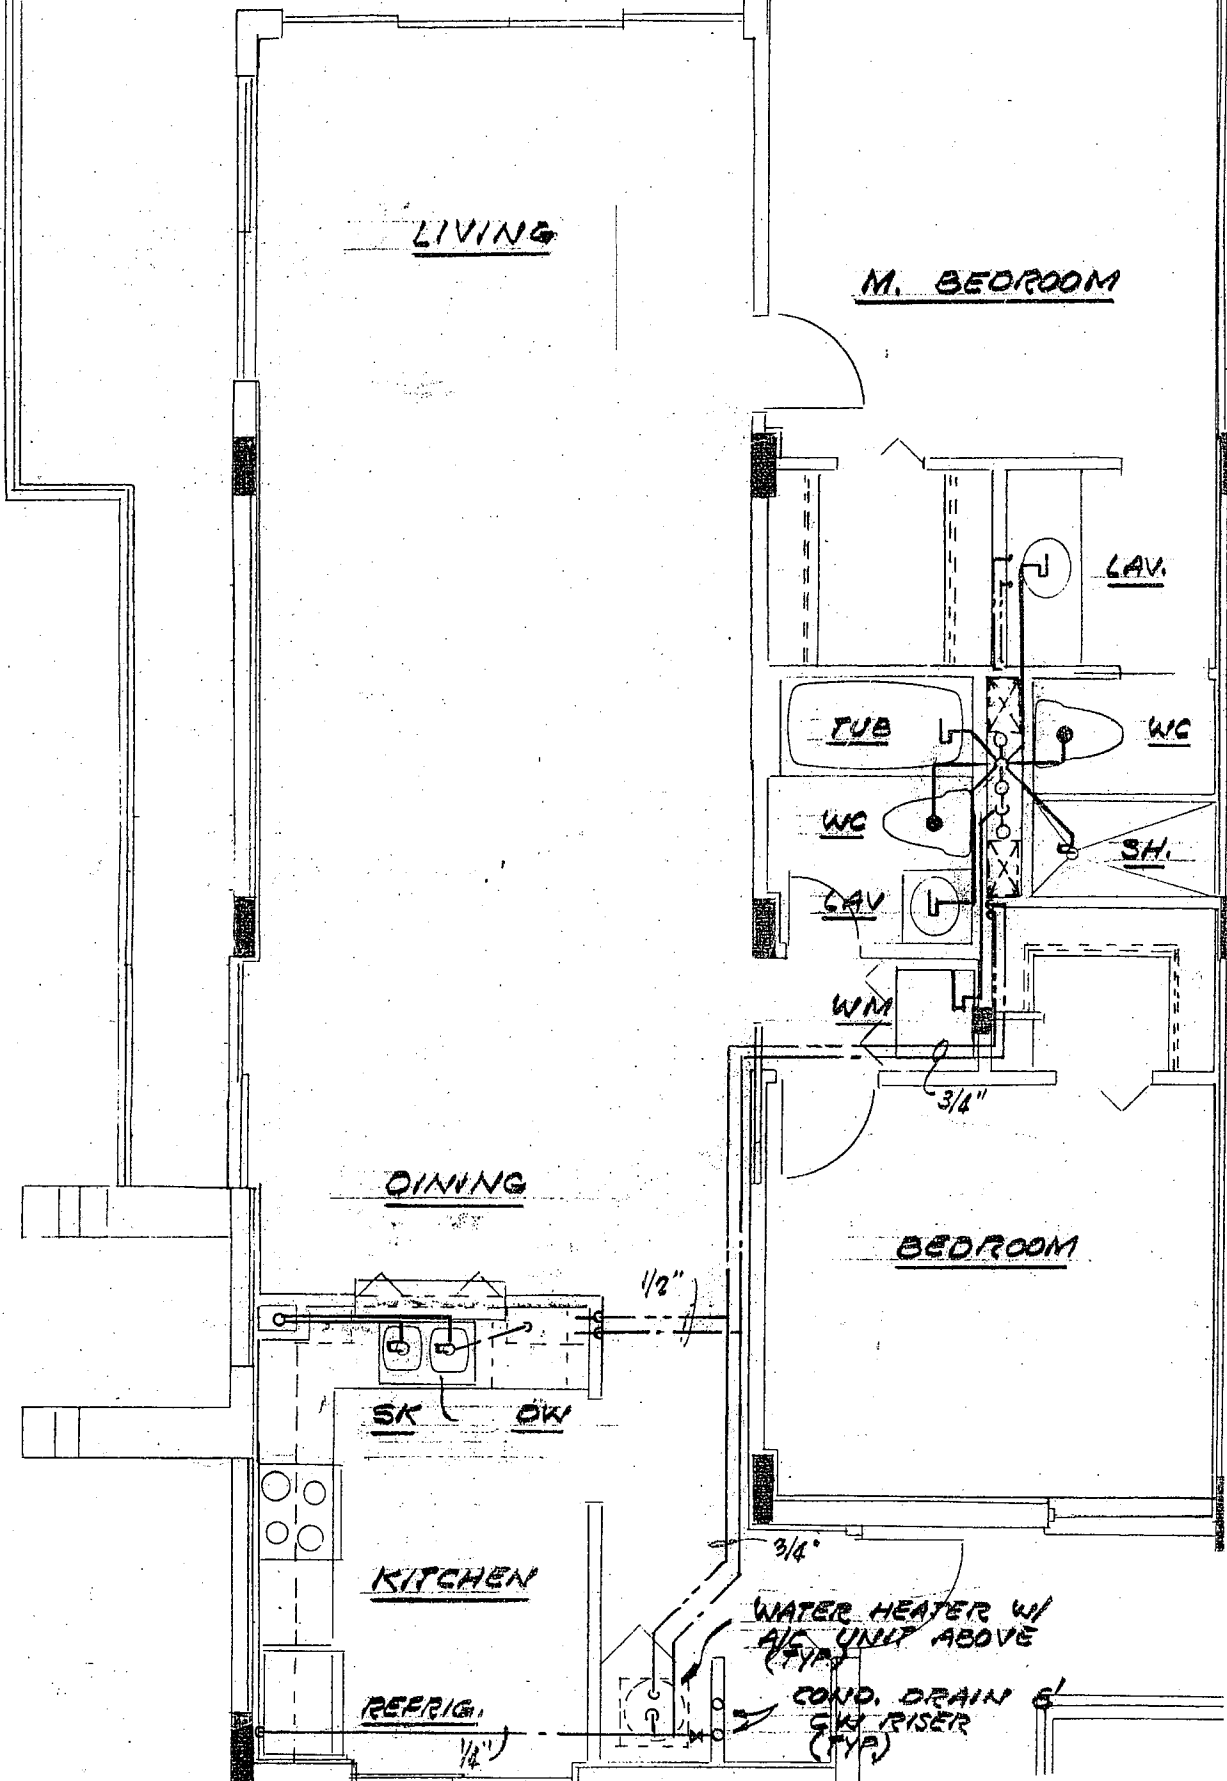 LIVING
M. BEDROOM
LAV.
TUB
WC
WC
SH.
LAV
WM
3/4"
DINING
BEDROOM
1/2"
SK
DW
3/4"
KITCHEN
WATER HEATER W/
A/C UNIT ABOVE
(TYP)
REFRIG.
1/4"
COND. DRAIN &
CW RISER
(TYP)